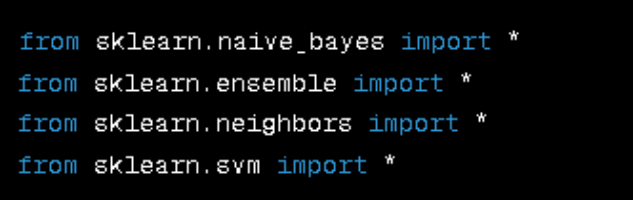 from sklearn.naive_bayes import *
from sklearn.ensemble import *
from sklearn.neighbors import *
from sklearn.svm import *